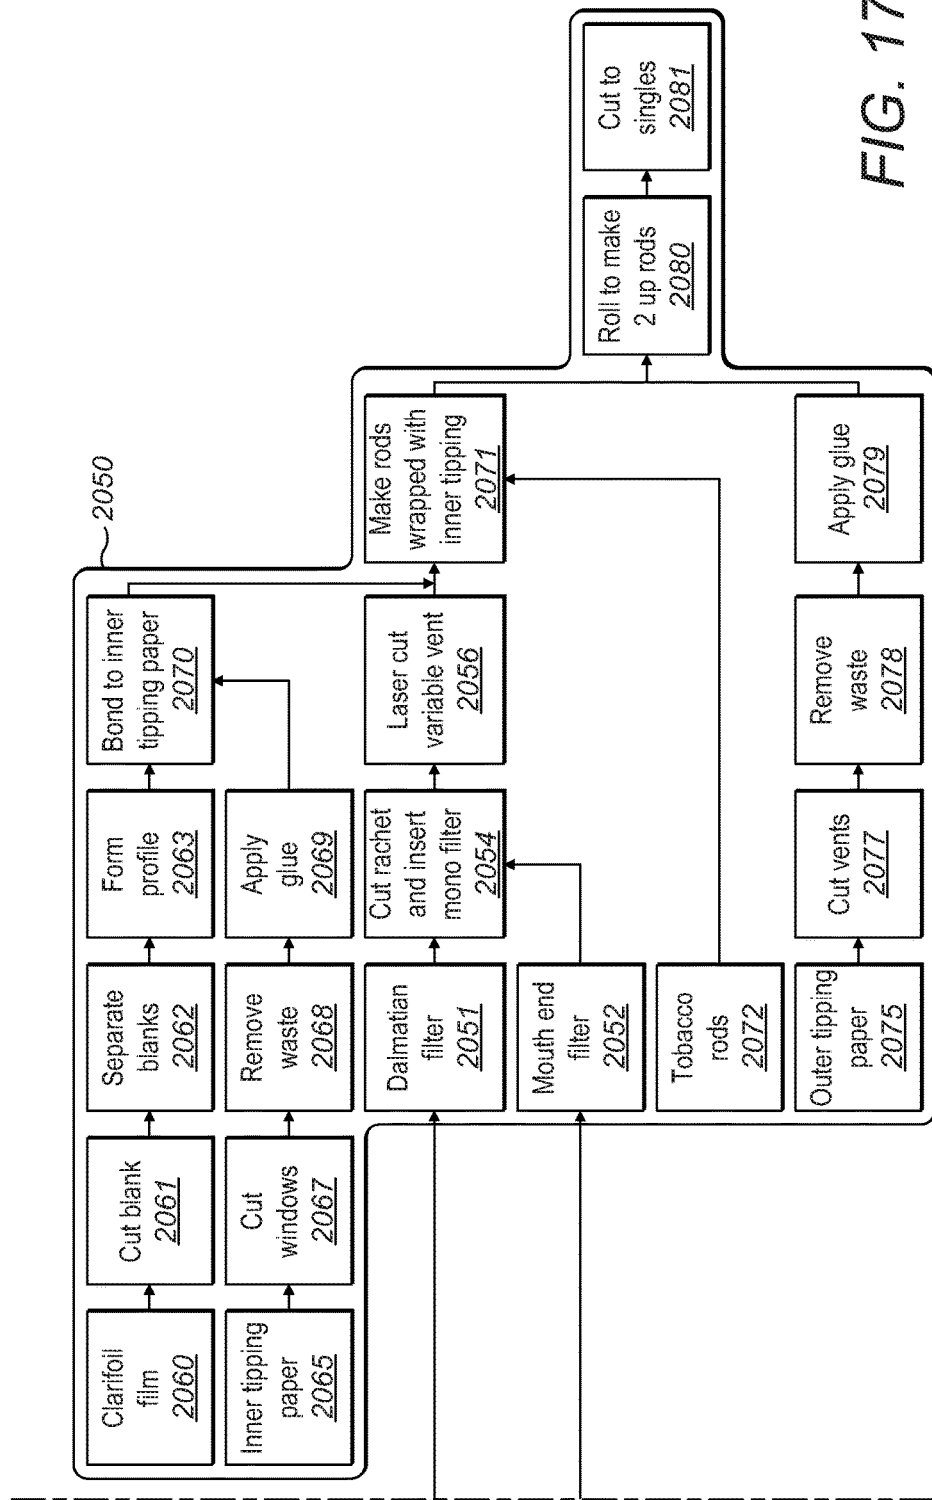 2050
Clarifoil
film
2060
Cut blank
2061
Separate
blanks
2062
Form
profile
2063
Bond to inner
tipping paper
2070
Inner tipping
paper
2065
Cut
windows
2067
Remove
waste
2068
Apply
glue
2069
Dalmatian
filter
2051
Cut rachet
and insert
mono filter
2054
Laser cut
variable vent
2056
Make rods
wrapped with
inner tipping
2071
Mouth end
filter
2052
Tobacco
rods
2072
Outer tipping
paper
2075
Cut vents
2077
Remove
waste
2078
Apply glue
2079
Roll to make
2 up rods
2080
Cut to
singles
2081
FIG. 17